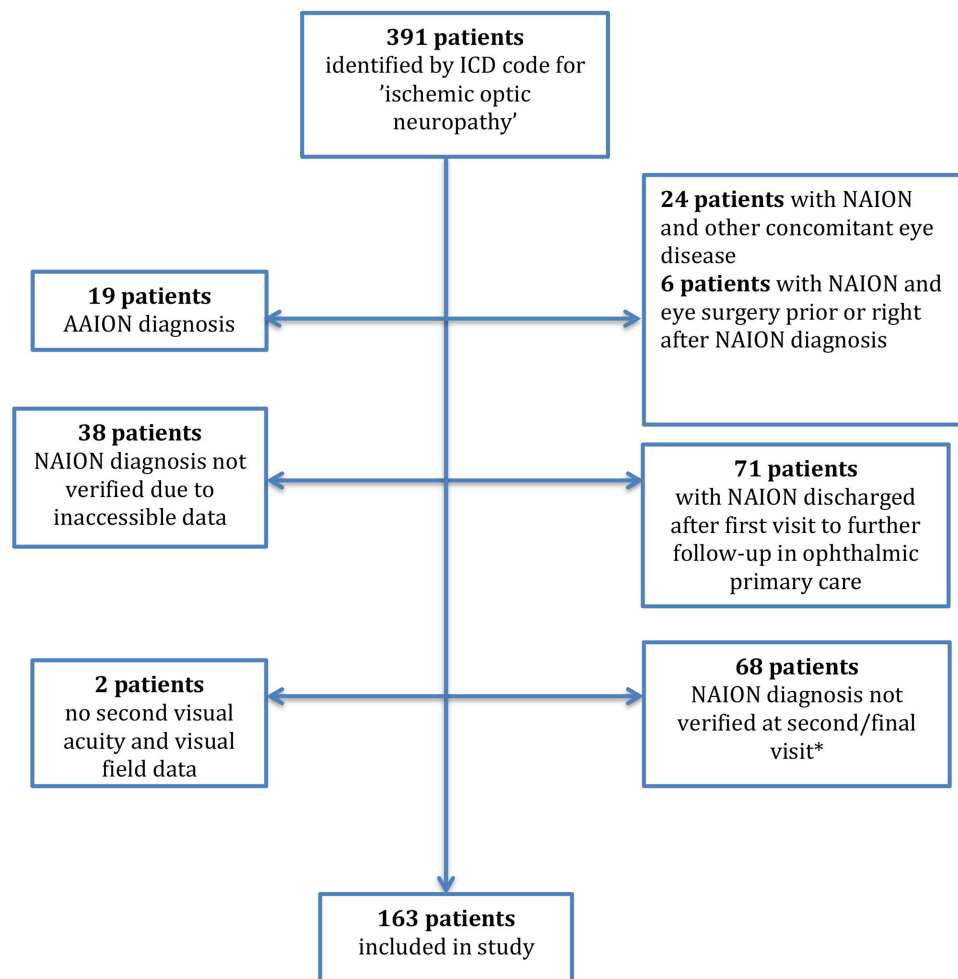 391 patients
identified by ICD code for
’ischemic optic
neuropathy’
24 patients with NAION
and other concomitant eye
disease
6 patients with NAION and
eye surgery prior or right
after NAION diagnosis
19 patients
AAION diagnosis
38 patients
NAION diagnosis not
verified due to
inaccessible data
71 patients
with NAION discharged
after first visit to further
follow-up in ophthalmic
primary care
2 patients
no second visual
acuity and visual
field data
68 patients
NAION diagnosis not
verified at second/final
visit*
163 patients
included in study